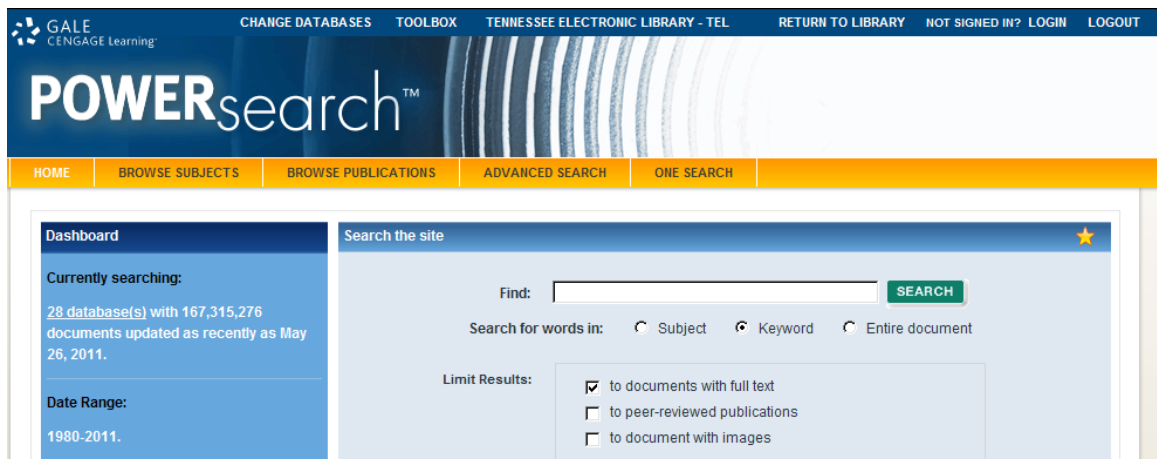 GALE
CENGAGE Learning·
CHANGE DATABASES TOOLBOX TENNESSEE ELECTRONIC LIBRARY - TEL RETURN TO LIBRARY NOT SIGNED IN? LOGIN LOGOUT
POWERsearch™
HOME BROWSE SUBJECTS BROWSE PUBLICATIONS ADVANCED SEARCH ONE SEARCH
Dashboard
Currently searching:
28 database(s) with 167,315,276
documents updated as recently as May
26, 2011.
Date Range:
1980-2011.
Search the site
Find: SEARCH
Search for words in: Subject Keyword Entire document
Limit Results:
to documents with full text
to peer-reviewed publications
to document with images